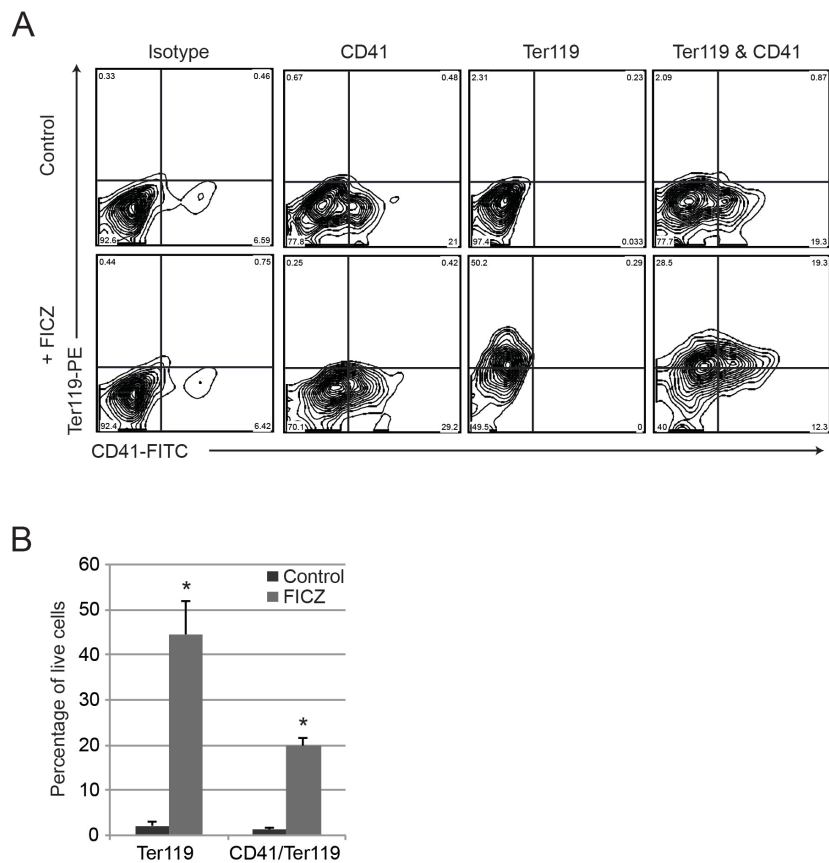 A
Isotype CD41 Ter119 Ter119 & CD41
Control
0.33 0.46 0.67 0.48 2.31 0.23 2.09 0.87
92.6 6.59 77.8 21 97.4 0.033 77.7 19.3
+ FICZ
0.44 0.75 0.25 0.42 50.2 0.29 28.5 19.3
92.4 6.42 70.1 29.2 49.5 0 40 12.3
Ter119-PE
CD41-FITC
B
Percentage of live cells
60
50
40
30
20
10
0
Control
FICZ
*
*
Ter119 CD41/Ter119